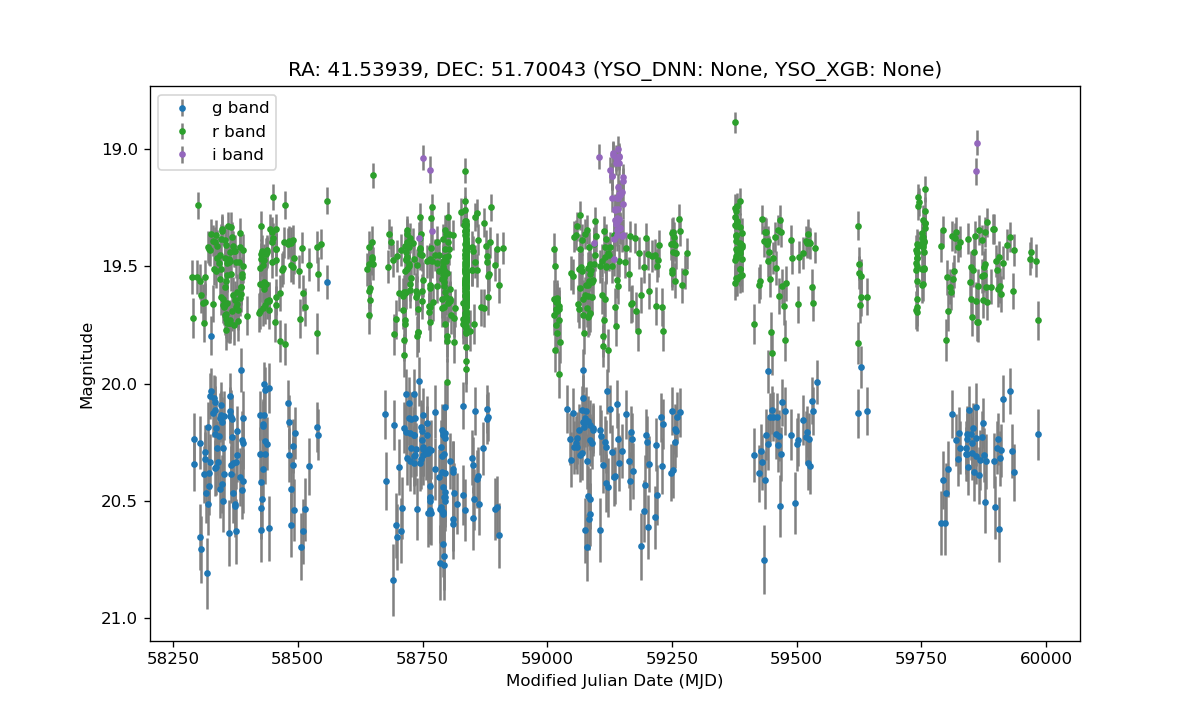 RA: 41.53939, DEC: 51.70043 (YSO_DNN: None, YSO_XGB: None)
g band
r band
i band
19.0
19.5
20.0
20.5
21.0
Magnitude
58250
58500
58750
59000
59250
59500
59750
60000
Modified Julian Date (MJD)